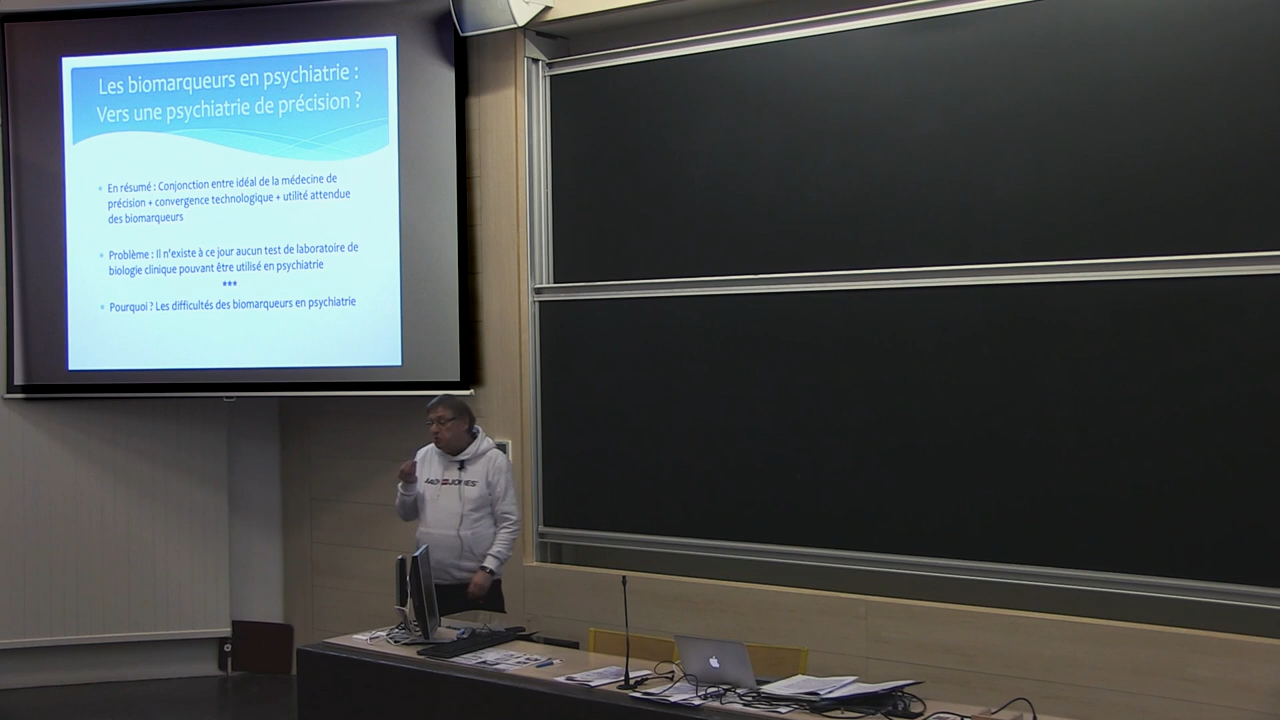 Les biomarqueurs en psychiatrie :
Vers une psychiatrie de précision ?
En résumé : Conjonction entre idéal de la médecine de
précision + convergence technologique + utilité attendue
des biomarqueurs
Problème : Il n'existe à ce jour aucun test de laboratoire de
biologie clinique pouvant être utilisé en psychiatrie
***
Pourquoi ? Les difficultés des biomarqueurs en psychiatrie